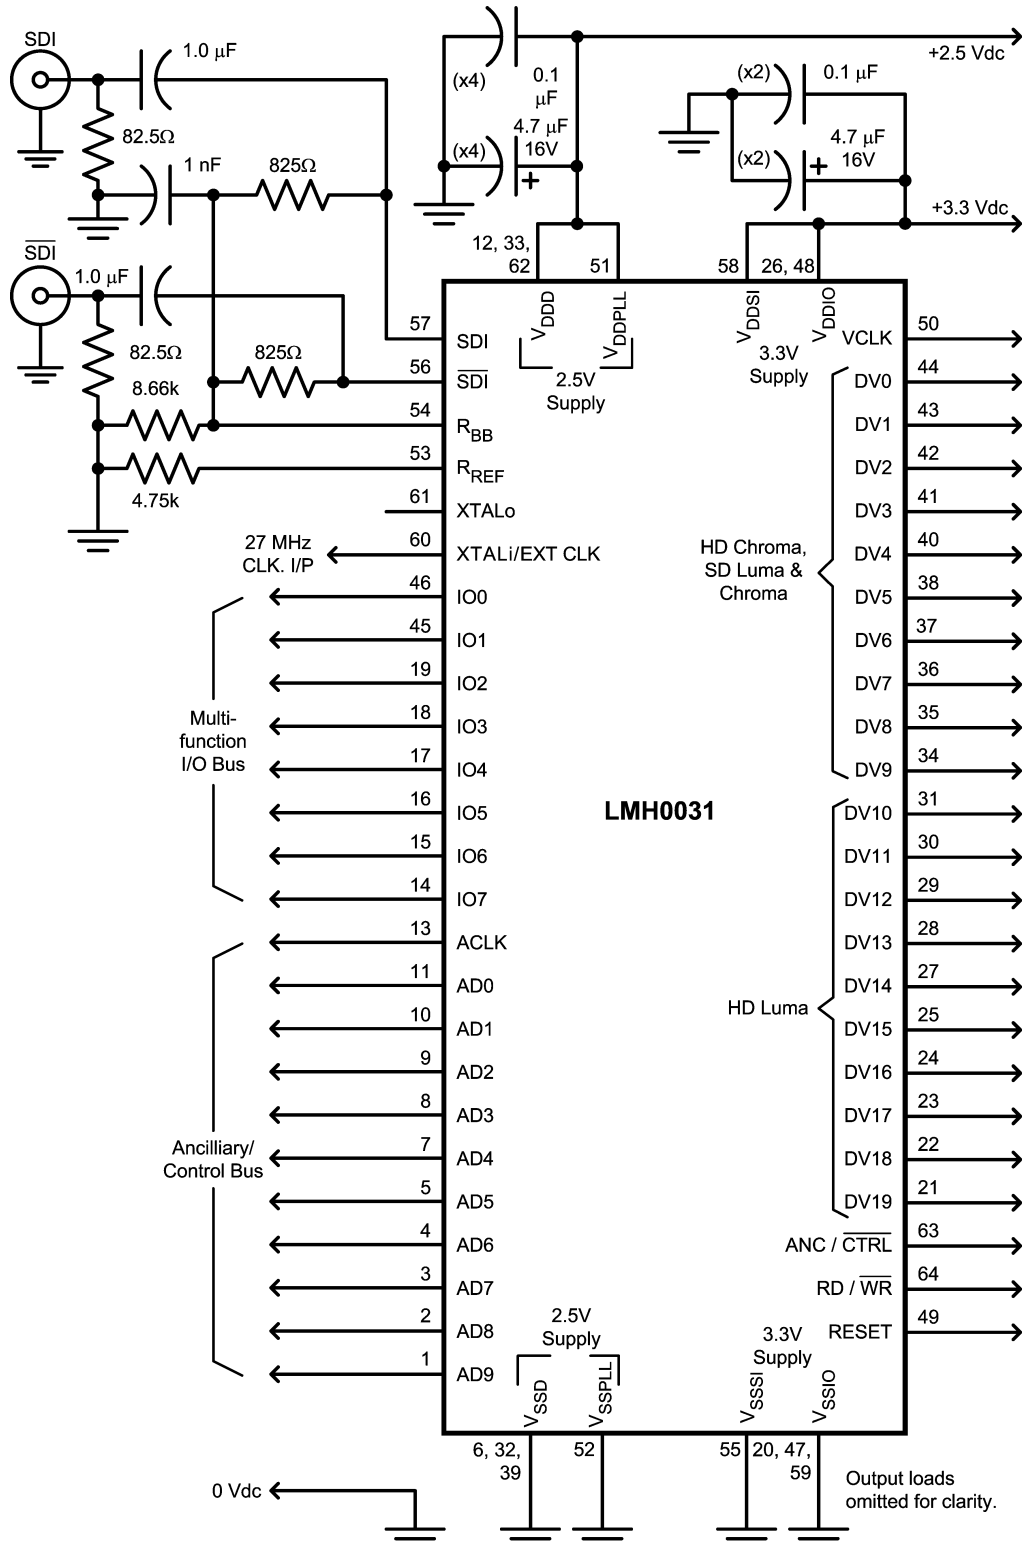 SDI
1.0 µF
82.5Ω
1 nF
825Ω
SDI
1.0 µF
82.5Ω
825Ω
8.66k
4.75k
(x4)
0.1
µF
(x4)
4.7 µF
16V
+
+2.5 Vdc
(x2)
0.1 µF
(x2)
4.7 µF
16V
+
+3.3 Vdc
12, 33,
62
51
58
26, 48
VDDD
VDDPLL
2.5V
Supply
VDDSI
VDDIO
3.3V
Supply
57
SDI
56
SDI
54
RBB
53
RREF
61
XTALo
27 MHz
CLK. I/P
60
XTALi/EXT CLK
46
IO0
45
IO1
19
IO2
18
IO3
17
IO4
16
IO5
15
IO6
14
IO7
Multi-
function
I/O Bus
13
ACLK
11
AD0
10
AD1
9
AD2
8
AD3
7
AD4
5
AD5
4
AD6
3
AD7
2
AD8
1
AD9
Ancilliary/
Control Bus
LMH0031
VCLK
50
DV0
44
DV1
43
DV2
42
DV3
41
DV4
40
DV5
38
DV6
37
DV7
36
DV8
35
DV9
34
HD Chroma,
SD Luma &
Chroma
DV10
31
DV11
30
DV12
29
DV13
28
DV14
27
DV15
25
DV16
24
DV17
23
DV18
22
DV19
21
HD Luma
ANC / CTRL
63
RD / WR
64
RESET
49
2.5V
Supply
VSSD
VSSPLL
3.3V
Supply
VSSSI
VSSIO
6, 32,
39
52
55
20, 47,
59
0 Vdc
Output loads
omitted for clarity.